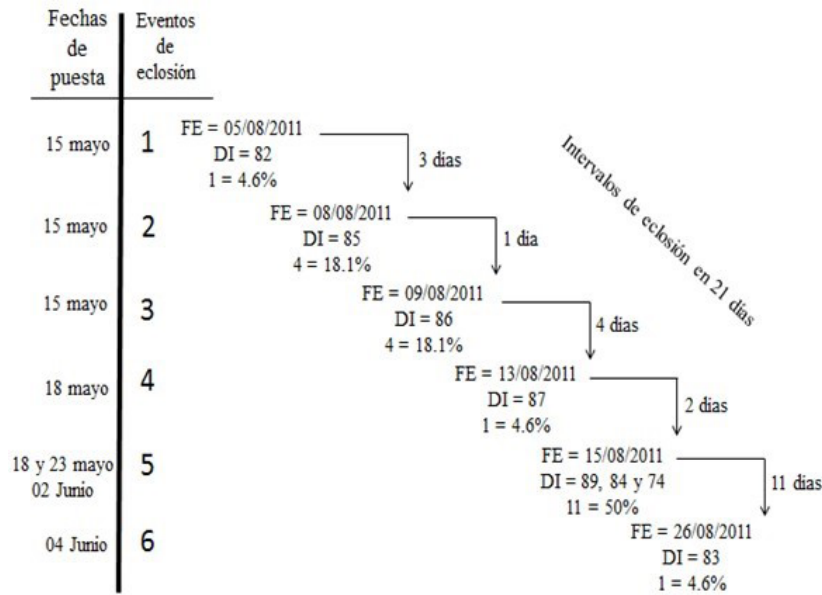 Fechas
de
puesta
Eventos
de
eclosión
15 mayo
1
FE = 05/08/2011
DI = 82
1 = 4.6%
3 días
15 mayo
2
FE = 08/08/2011
DI = 85
4 = 18.1%
1 dia
15 mayo
3
FE = 09/08/2011
DI = 86
4 = 18.1%
4 dias
18 mayo
4
FE = 13/08/2011
DI = 87
1 = 4.6%
2 dias
18 y 23 mayo
02 Junio
5
FE = 15/08/2011
DI = 89, 84 y 74
11 = 50%
11 dias
04 Junio
6
FE = 26/08/2011
DI = 83
1 = 4.6%
Intervalos de eclosión en 21 días